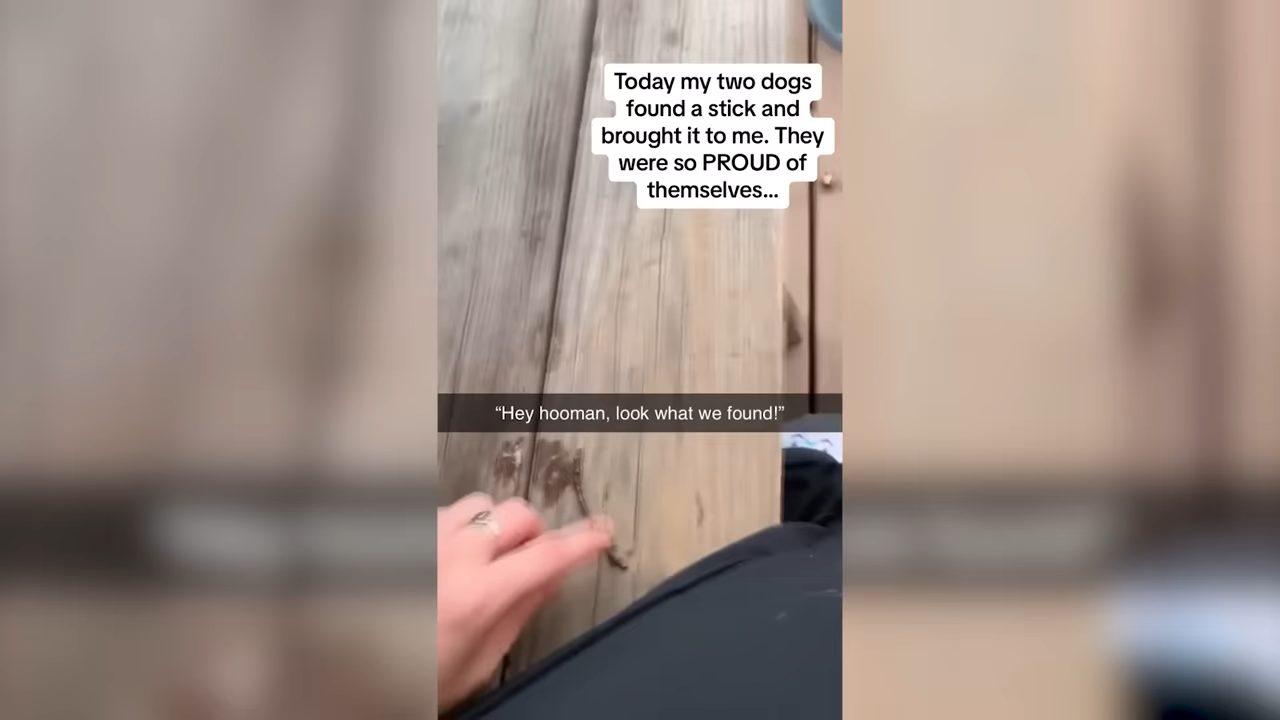 Today my two dogs
found a stick and
brought it to me. They
were so PROUD of
themselves...
“Hey hooman, look what we found!”